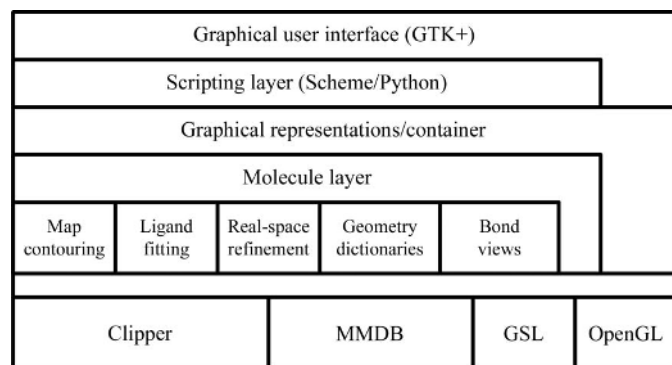 Graphical user interface (GTK+)
Scripting layer (Scheme/Python)
Graphical representations/container
Molecule layer
Map
contouring
Ligand
fitting
Real-space
refinement
Geometry
dictionaries
Bond
views
Clipper
MMDB
GSL
OpenGL